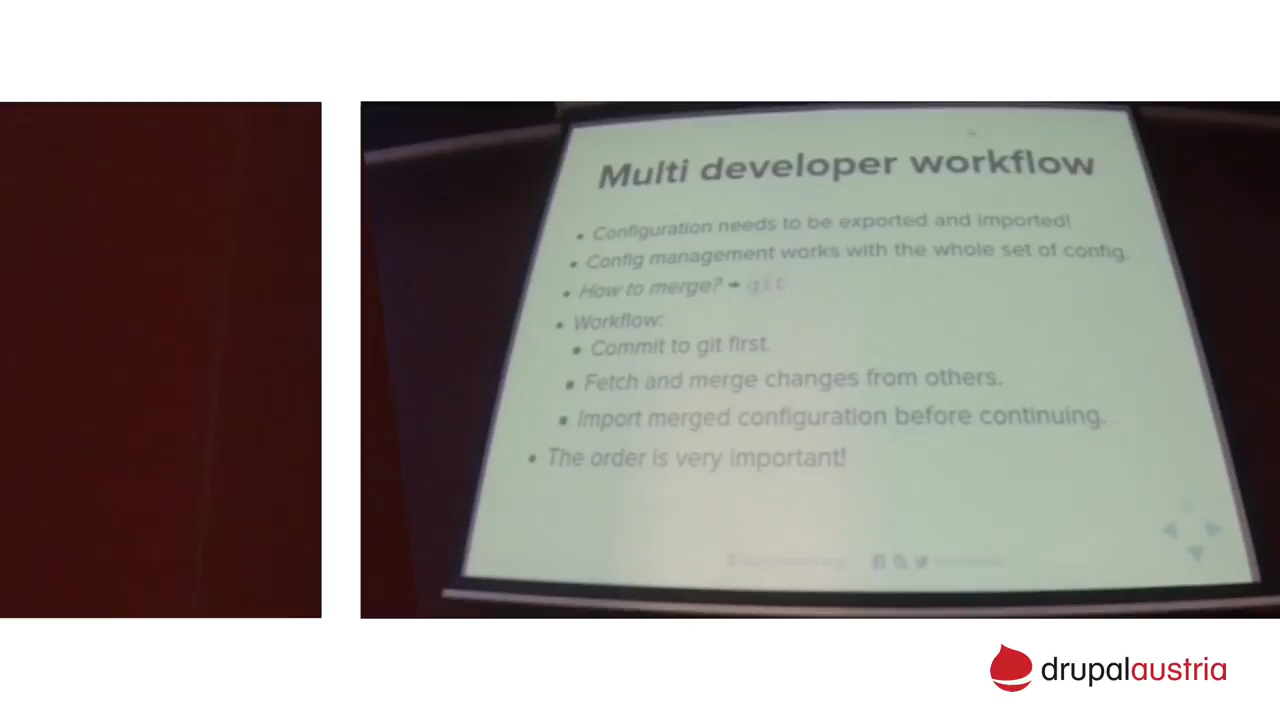 Multi developer workflow
• Configuration needs to be exported and imported!
• Config management works with the whole set of config.
• How to merge? → git
• Workflow:
▪ Commit to git first.
▪ Fetch and merge changes from others.
▪ Import merged configuration before continuing.
• The order is very important!
drupalaustria